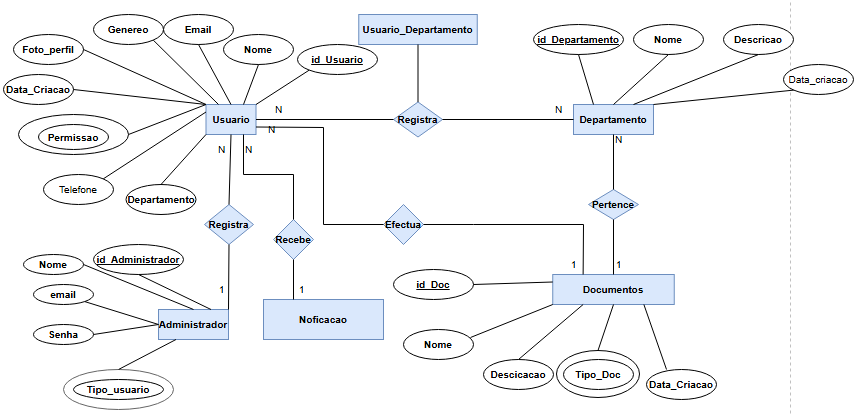 Usuario_Departamento
Genereo
Email
Foto_perfil
Nome
id_Usuario
id_Departamento
Nome
Descricao
Data_Criacao
Data_criacao
N
N
Usuario
Registra
Departamento
N
Permissao
N
N
N
Telefone
Departamento
Pertence
Registra
Efectua
Recebe
id_Administrador
Nome
1
1
email
1
1
id_Doc
Documentos
Administrador
Noficacao
Senha
Nome
Tipo_usuario
Descicacao
Tipo_Doc
Data_Criacao